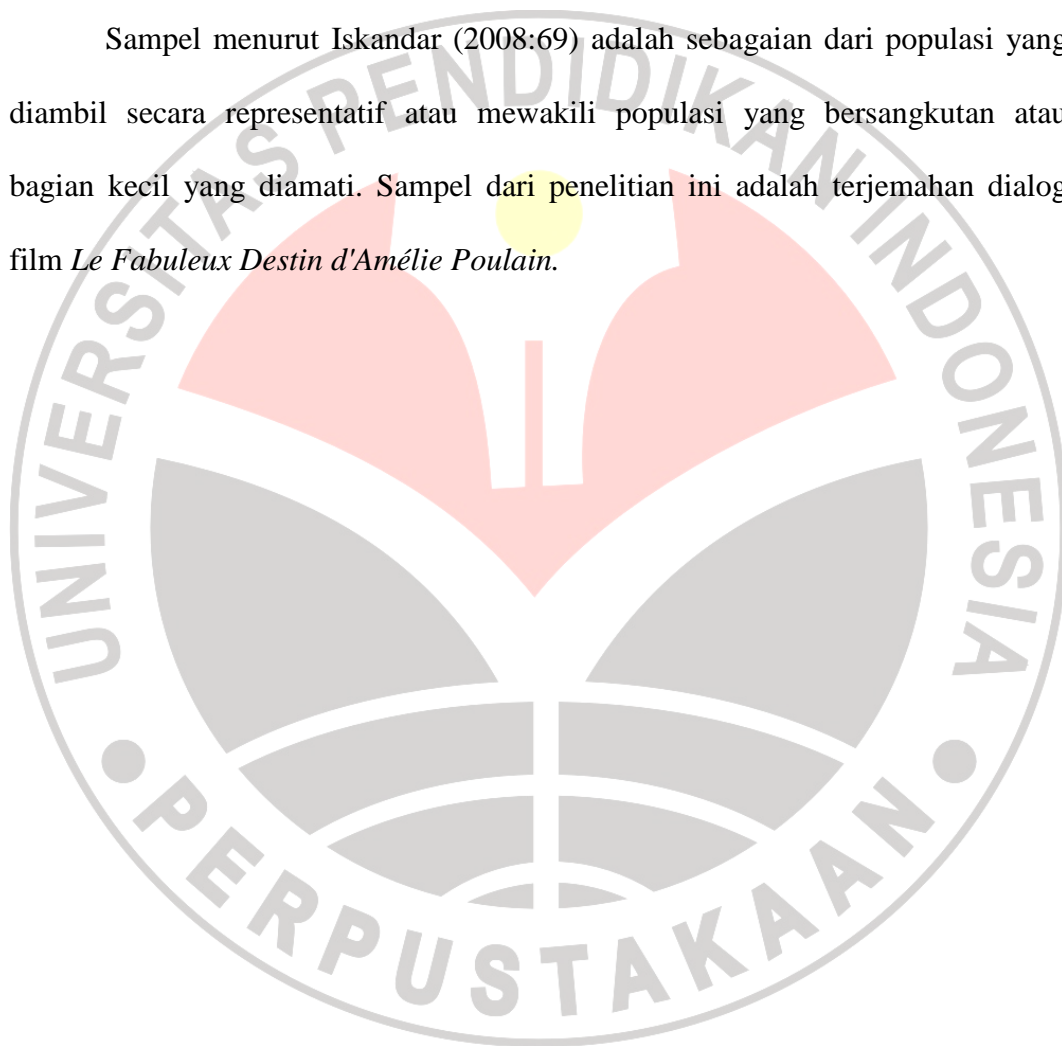 Sampel menurut Iskandar (2008:69) adalah sebagaian dari populasi yang
diambil secara representatif atau mewakili populasi yang bersangkutan atau
bagian kecil yang diamati. Sampel dari penelitian ini adalah terjemahan dialog
film Le Fabuleux Destin d'Amélie Poulain.
UNIVERSITAS PENDIDIKAN INDONESIA
PERPUSTAKAAN